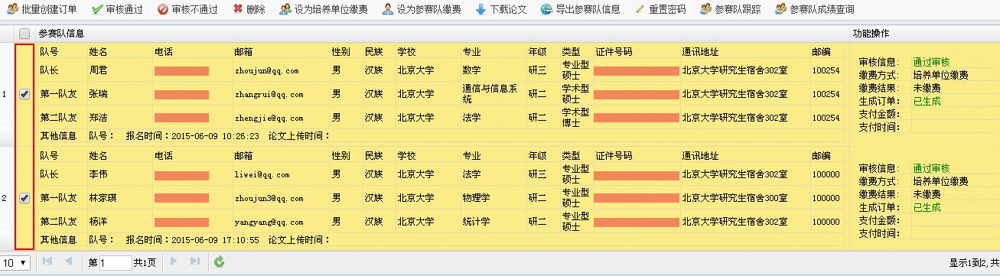 批量创建订单 审核通过 审核不通过 删除 设为培养单位缴费 设为参赛队缴费 下载论文 导出参赛队信息 重置密码 参赛队跟踪 参赛队成绩查询
参赛队信息 功能操作
1
队号 姓名 电话 邮箱 性别 民族 学校 专业 年级 类型 证件号码 通讯地址 邮编
队长 周君 zhoujun@qq.com 男 汉族 北京大学 数学 研三 专业型硕士 北京大学研究生宿舍302室 100254
第一队友 张瑞 zhangrui@qq.com 男 汉族 北京大学 通信与信息系统 研二 学术型硕士 北京大学研究生宿舍302室 100254
第二队友 郑洁 zhengjie@qq.com 男 汉族 北京大学 法学 研二 学术型博士 北京大学研究生宿舍302室 100254
其他信息 队号： 报名时间：2015-06-09 10:26:23 论文上传时间：
审核信息： 通过审核
缴费方式： 培养单位缴费
缴费结果： 未缴费
生成订单： 已生成
支付金额：
支付时间：
2
队号 姓名 电话 邮箱 性别 民族 学校 专业 年级 类型 证件号码 通讯地址 邮编
队长 李伟 liwei@qq.com 男 汉族 北京大学 法学 研三 专业型硕士 北京大学研究生宿舍302室 100000
第一队友 林家琪 zhoujun3@qq.com 男 汉族 北京大学 物理学 研二 专业型硕士 北京大学研究生宿舍300室 100000
第二队友 杨洋 yangyang@qq.com 男 汉族 北京大学 统计学 研二 专业型硕士 北京大学研究生宿舍302室 100000
其他信息 队号： 报名时间：2015-06-09 17:10:55 论文上传时间：
审核信息： 通过审核
缴费方式： 培养单位缴费
缴费结果： 未缴费
生成订单： 已生成
支付金额：
支付时间：
10 第 1 共1页 显示1到2,共